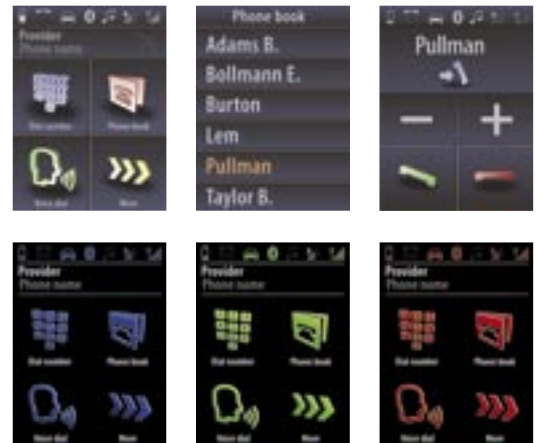 Provider
Phone name
Dial number
Phone book
Voice dial
More
Phone book
Adams B.
Bollmann E.
Burton
Lem
Pullman
Taylor B.
Pullman
Provider
Phone name
Dial number
Phone book
Voice dial
More
Provider
Phone name
Dial number
Phone book
Voice dial
More
Provider
Phone name
Dial number
Phone book
Voice dial
More